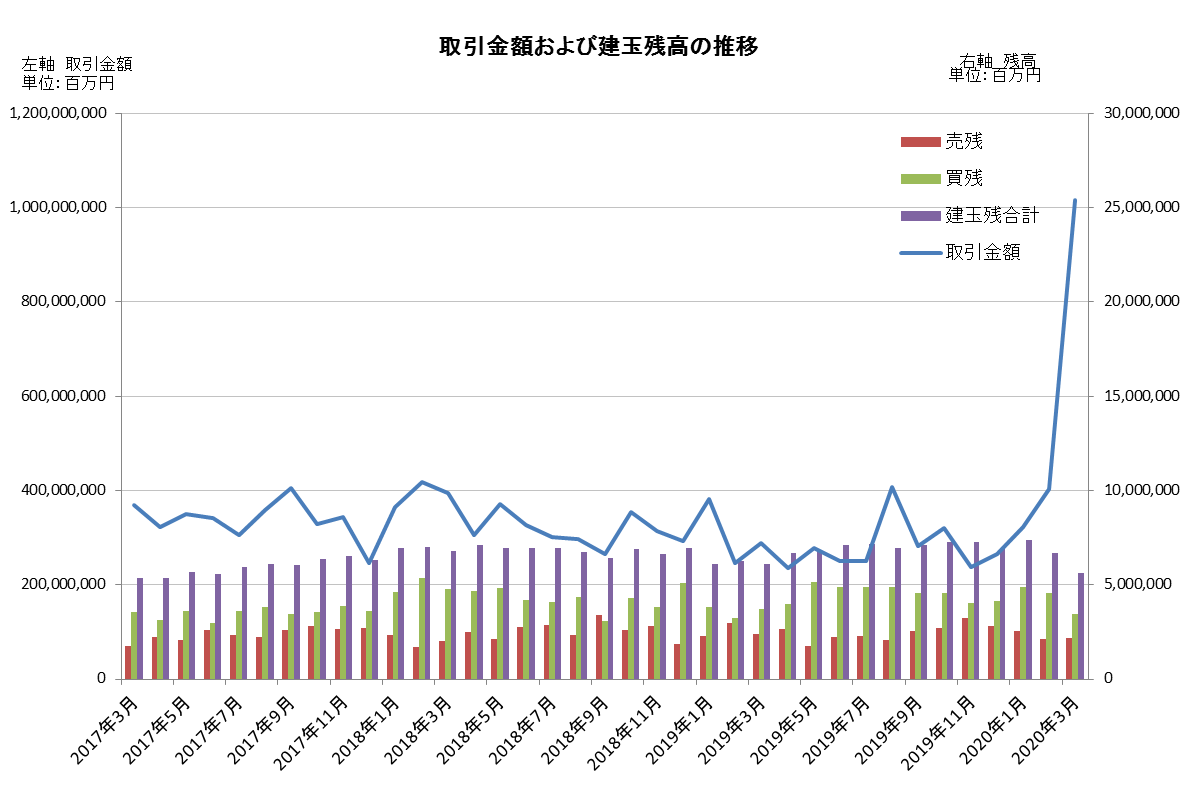 取引金額および建玉残高の推移
左軸 取引金額
単位: 百万円
右軸 残高
単位: 百万円
1,200,000,000
1,000,000,000
800,000,000
600,000,000
400,000,000
200,000,000
0
30,000,000
25,000,000
20,000,000
15,000,000
10,000,000
5,000,000
0
売残
買残
建玉残合計
取引金額
2017年3月
2017年5月
2017年7月
2017年9月
2017年11月
2018年1月
2018年3月
2018年5月
2018年7月
2018年9月
2018年11月
2019年1月
2019年3月
2019年5月
2019年7月
2019年9月
2019年11月
2020年1月
2020年3月